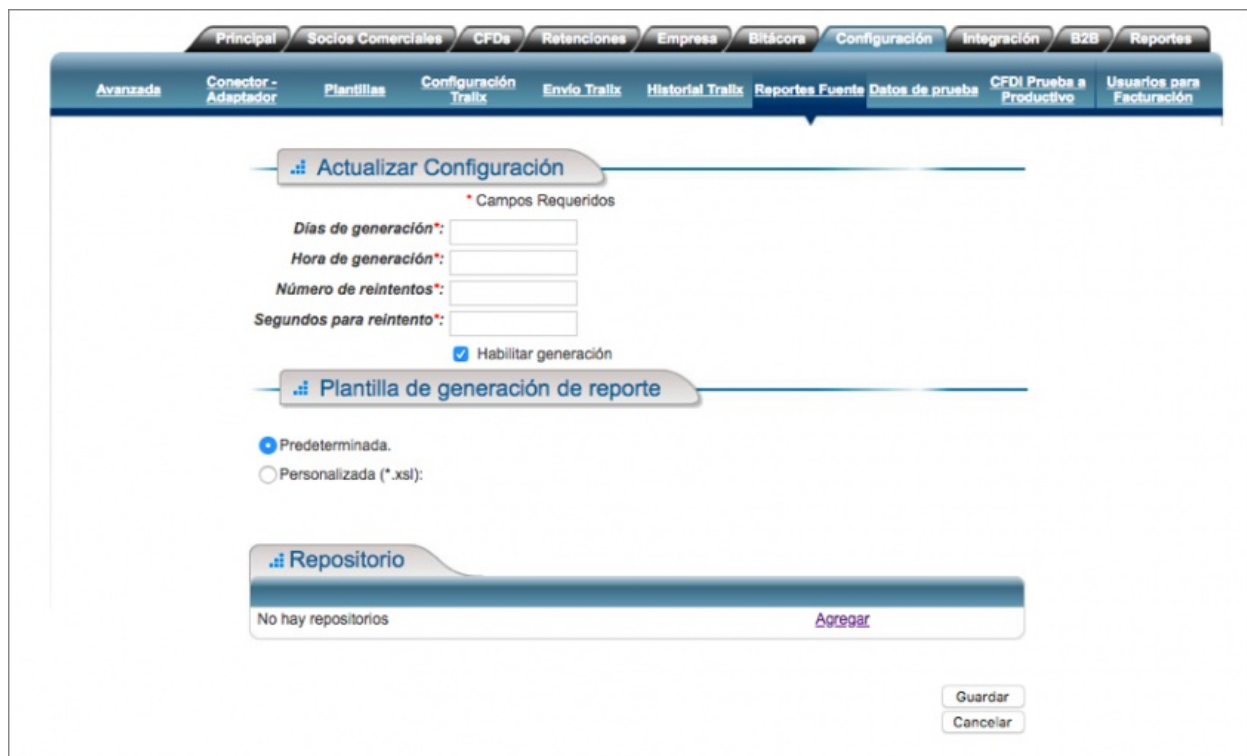 Principal Socios Comerciales CFDs Retenciones Empresa Bitácora Configuración Integración B2B Reportes
Avanzada Conector - Adaptador Plantillas Configuración Tralix Envío Tralix Historial Tralix Reportes Fuente Datos de prueba CFDI Prueba a Productivo Usuarios para Facturación
Actualizar Configuración
* Campos Requeridos
Días de generación*:
Hora de generación*:
Número de reintentos*:
Segundos para reintento*:
Habilitar generación
Plantilla de generación de reporte
Predeterminada.
Personalizada (*.xsl):
Repositorio
No hay repositorios Agregar
Guardar
Cancelar